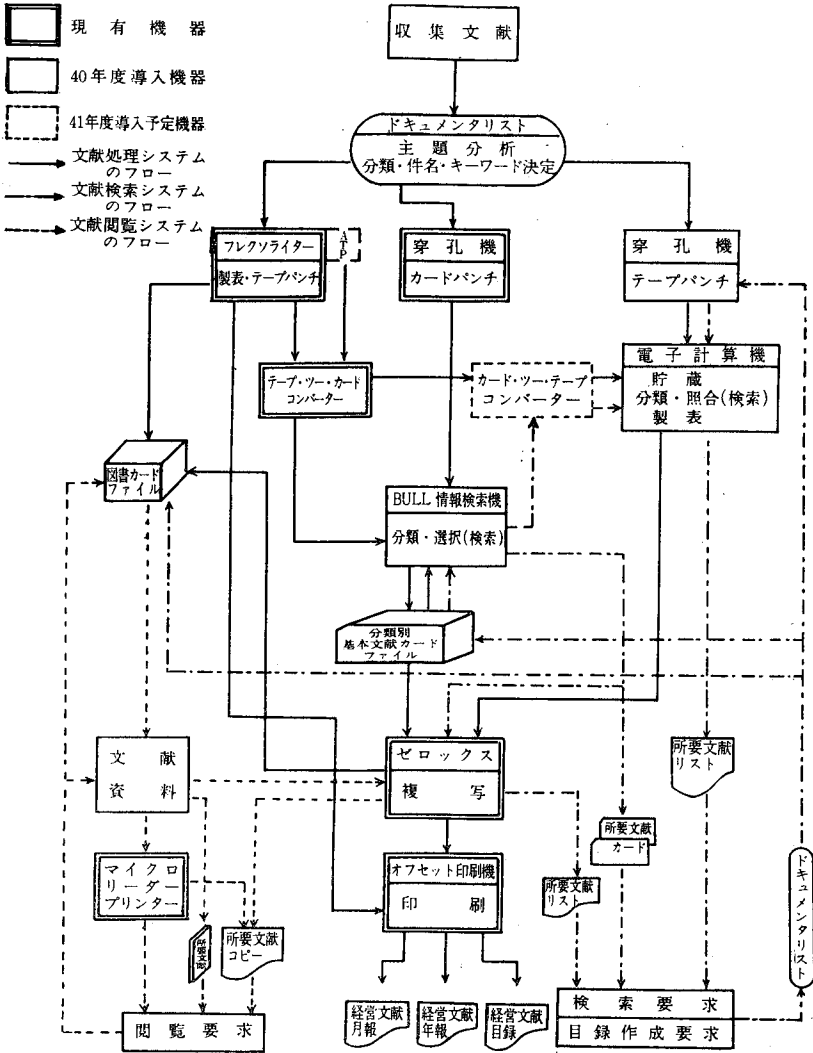 現有機器
40年度導入機器
41年度導入予定機器
文献処理システム
のフロー
文献検索システム
のフロー
文献閲覧システム
のフロー
収集文献
ドキュメンタリスト
主題分析
分類・件名・キーワード決定
フレクソライター
製表・テープパンチ
ATP
穿孔機
カードパンチ
穿孔機
テープパンチ
テープ・ツー・カード
コンバーター
カード・ツー・テープ
コンバーター
電子計算機
貯蔵
分類・照合(検索)
製表
図書カード
ファイル
BULL 情報検索機
分類・選択(検索)
分類別
基本文献カード
ファイル
文献
資料
ゼロックス
複写
所要文献
リスト
所要文献
カード
マイクロ
リーダー
プリンター
オフセット印刷機
印刷
所要文献
リスト
ドキュメンタリスト
所要文献
所要文献
コピー
閲覧要求
経営文献
月報
経営文献
年報
経営文献
目録
検索要求
目録作成要求